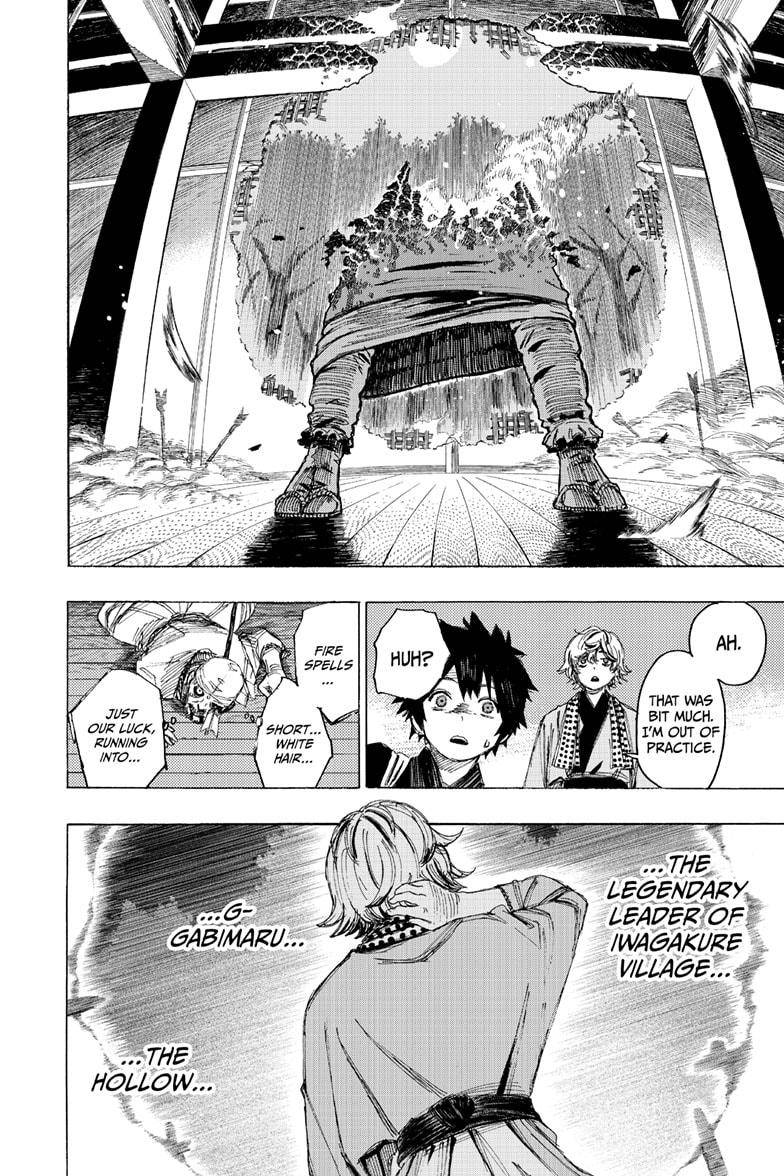 AH.
THAT WAS
BIT MUCH.
I'M OUT OF
PRACTICE.
HUH?
FIRE
SPELLS
...
SHORT...
WHITE
HAIR...
JUST
OUR LUCK,
RUNNING
INTO...
...THE
LEGENDARY
LEADER OF
IWAGAKURE
VILLAGE...
...G-
GABIMARU...
...THE
HOLLOW...